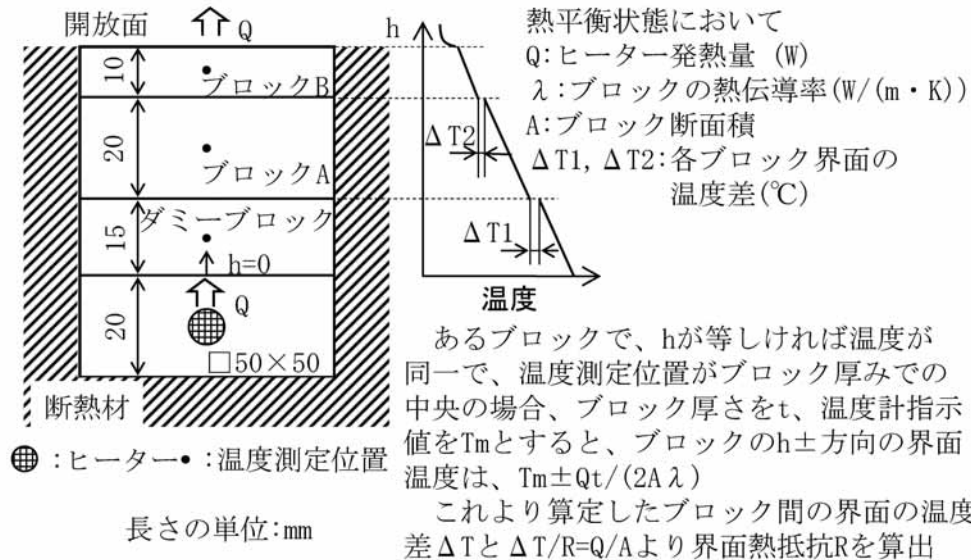 開放面
Q
10
ブロックB
20
ブロックA
ダミーブロック
15
h=0
Q
20
□50×50
断熱材
:ヒーター •:温度測定位置
長さの単位:mm
h
ΔT2
ΔT1
温度
熱平衡状態において
Q:ヒーター発熱量 (W)
λ:ブロックの熱伝導率(W/(m・K))
A:ブロック断面積
ΔT1, ΔT2:各ブロック界面の
温度差(℃)
あるブロックで、hが等しければ温度が
同一で、温度測定位置がブロック厚みでの
中央の場合、ブロック厚さをt、温度計指示
値をTmとすると、ブロックのh±方向の界面
温度は、Tm±Qt/(2Aλ)
これより算定したブロック間の界面の温度
差ΔTとΔT/R=Q/Aより界面熱抵抗Rを算出